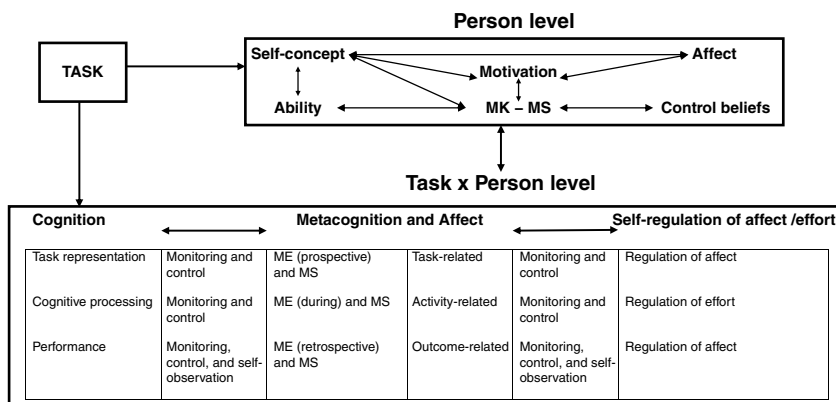 Person level
TASK
Self-concept
Affect
Motivation
Ability
MK – MS
Control beliefs
Task x Person level
Cognition
Metacognition and Affect
Self-regulation of affect /effort
Task representation
Monitoring and
control
ME (prospective)
and MS
Task-related
Monitoring and
control
Regulation of affect
Cognitive processing
Monitoring and
control
ME (during) and MS
Activity-related
Monitoring and
control
Regulation of effort
Performance
Monitoring,
control, and self-
observation
ME (retrospective)
and MS
Outcome-related
Monitoring,
control, and self-
observation
Regulation of affect